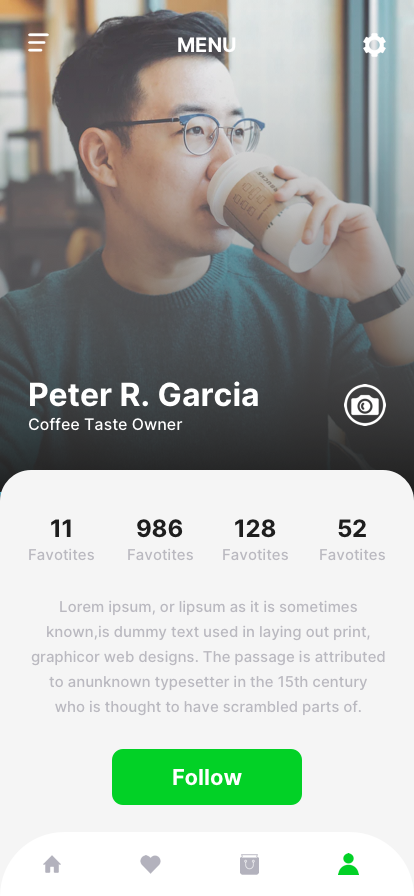 MENU
Peter R. Garcia
Coffee Taste Owner
11 986 128 52
Favotites Favotites Favotites Favotites
Lorem ipsum, or lipsum as it is sometimes
known,is dummy text used in laying out print,
graphicor web designs. The passage is attributed
to anunknown typesetter in the 15th century
who is thought to have scrambled parts of.
Follow